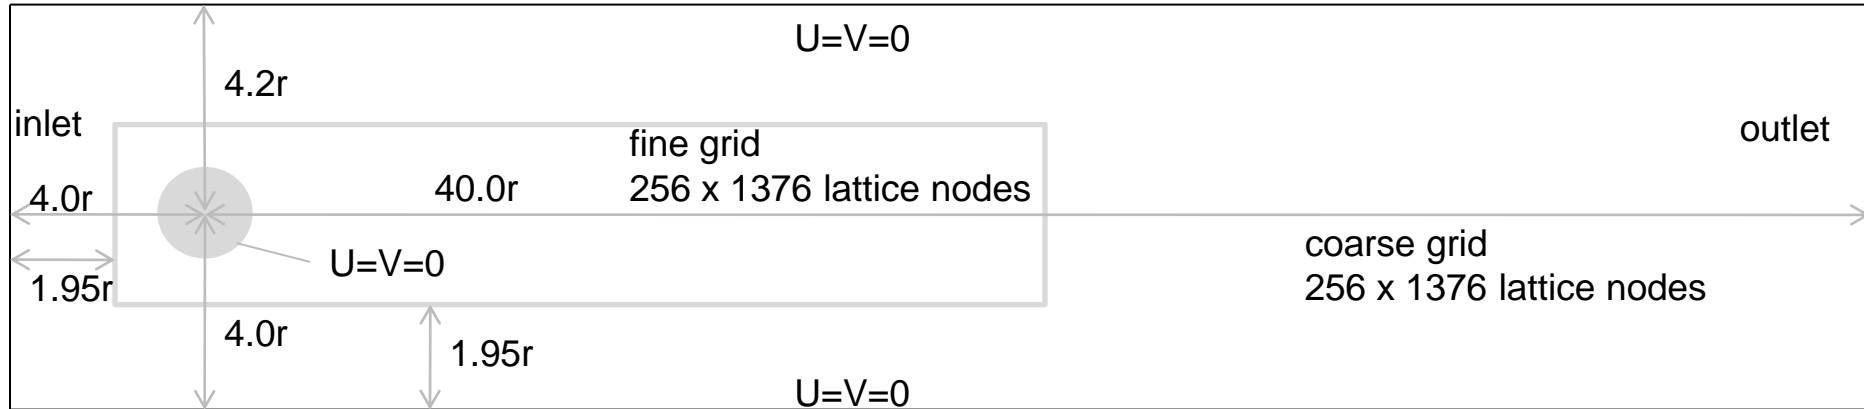 U=V=0
4.2r
inlet
outlet
fine grid
256 x 1376 lattice nodes
4.0r
40.0r
coarse grid
256 x 1376 lattice nodes
U=V=0
1.95r
4.0r
1.95r
U=V=0